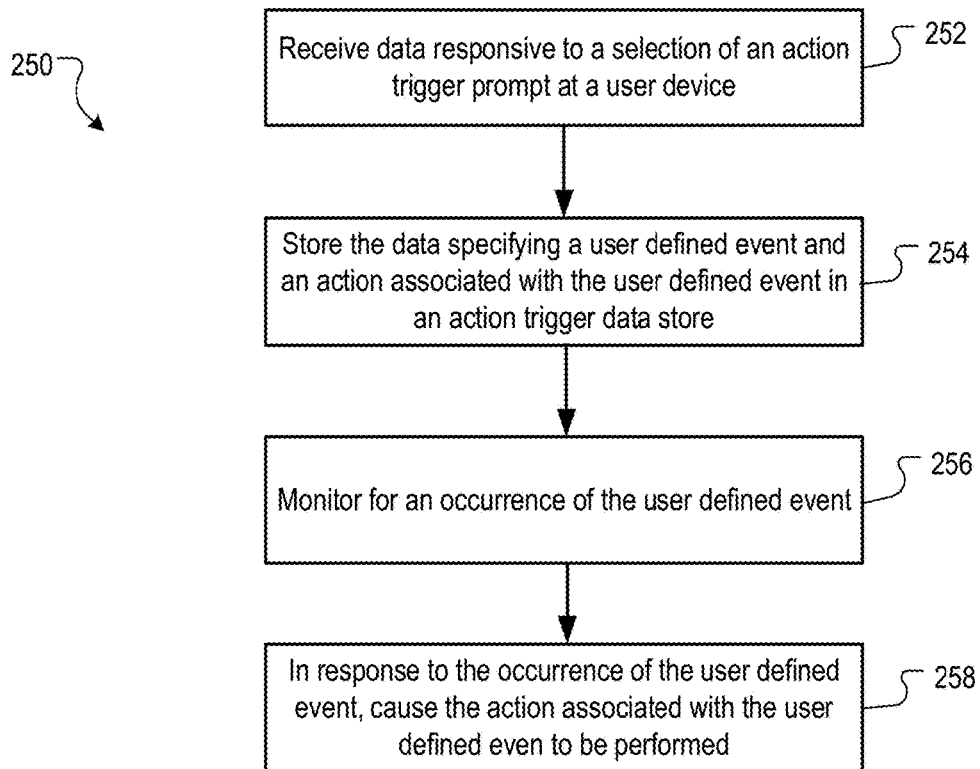 250
Receive data responsive to a selection of an action
trigger prompt at a user device
252
Store the data specifying a user defined event and
an action associated with the user defined event in
an action trigger data store
254
Monitor for an occurrence of the user defined event
256
In response to the occurrence of the user defined
event, cause the action associated with the user
defined even to be performed
258